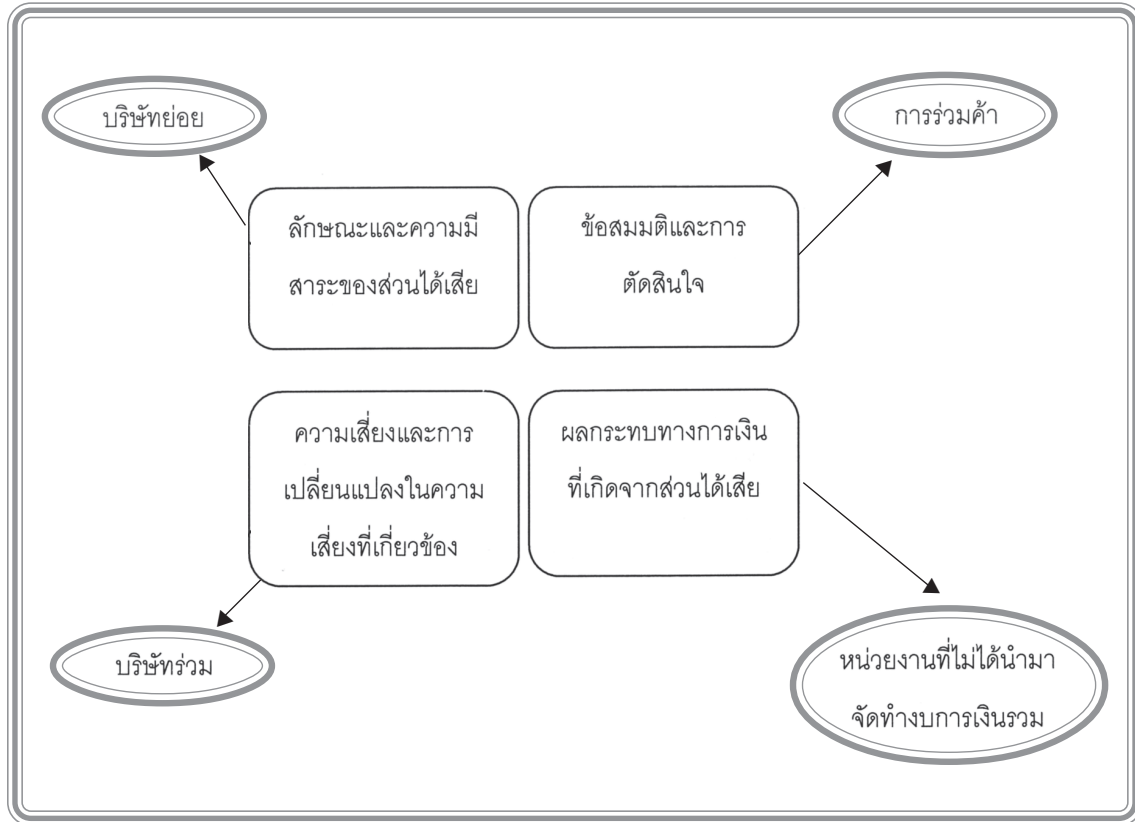 บริษัทย่อย
การร่วมค้า
ลักษณะและความมี
สาระของส่วนได้เสีย
ข้อสมมติและการ
ตัดสินใจ
ความเสี่ยงและการ
เปลี่ยนแปลงในความ
เสี่ยงที่เกี่ยวข้อง
ผลกระทบทางการเงิน
ที่เกิดจากส่วนได้เสีย
บริษัทร่วม
หน่วยงานที่ไม่ได้นำมา
จัดทำงบการเงินรวม